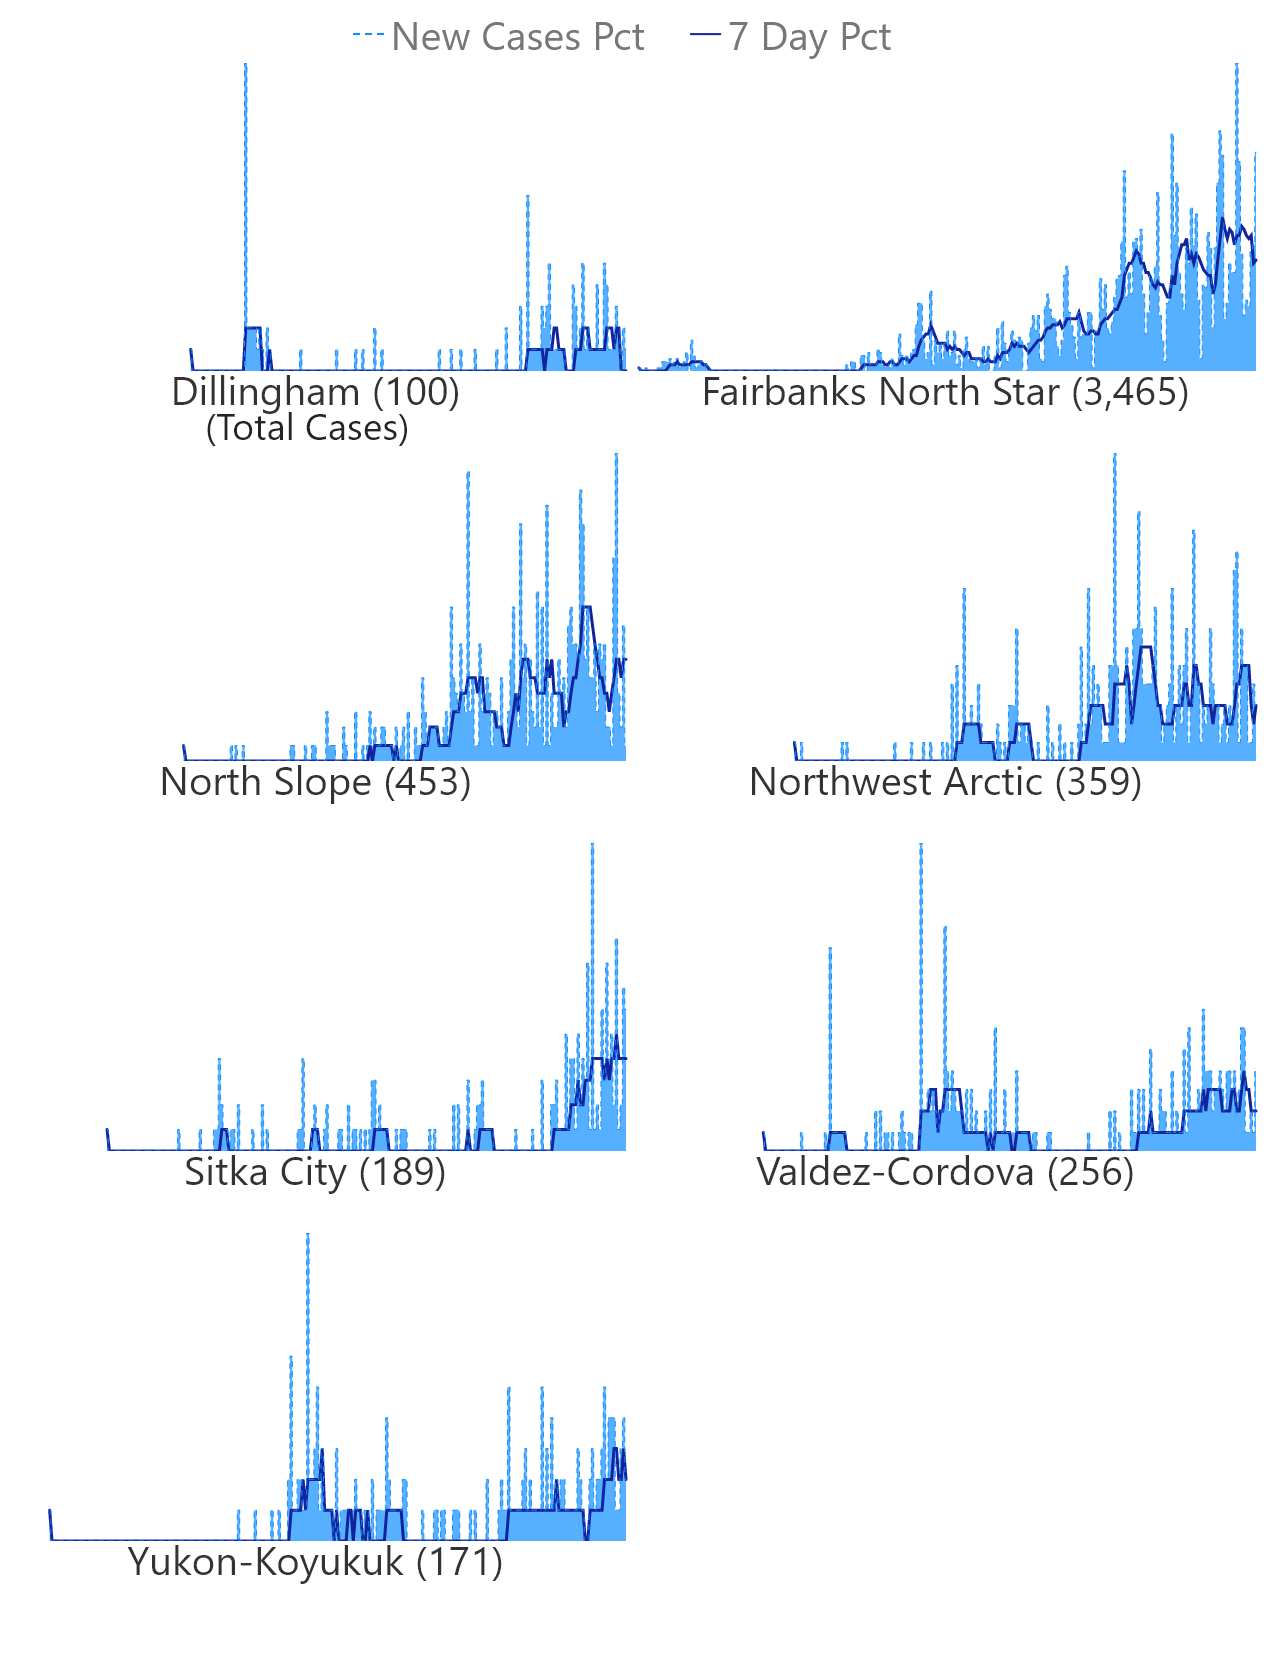 New Cases Pct 7 Day Pct
Dillingham (100)
(Total Cases)
Fairbanks North Star (3,465)
North Slope (453)
Northwest Arctic (359)
Sitka City (189)
Valdez-Cordova (256)
Yukon-Koyukuk (171)